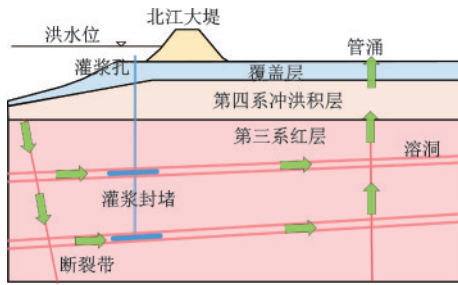 北江大堤
洪水位
管涌
灌浆孔
覆盖层
第四系冲洪积层
第三系红层
溶洞
灌浆封堵
断裂带